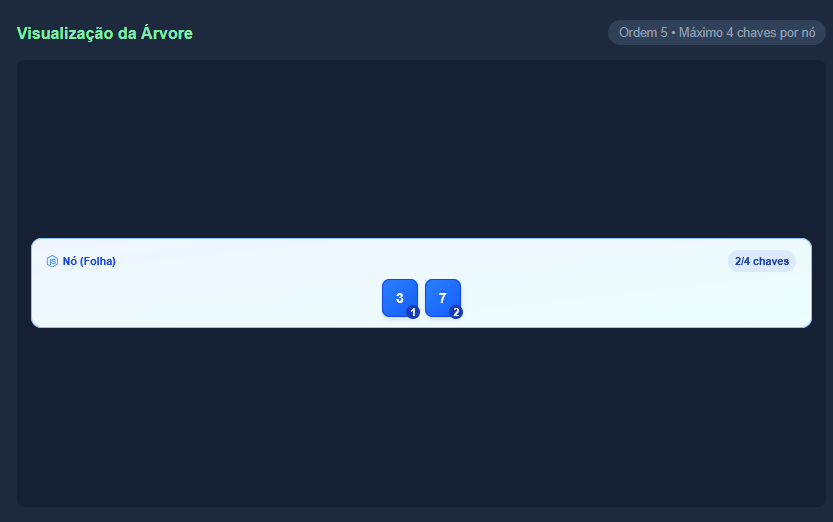 Visualização da Árvore
Ordem 5 • Máximo 4 chaves por nó
JS Nó (Folha)
2/4 chaves
3 7
1 2